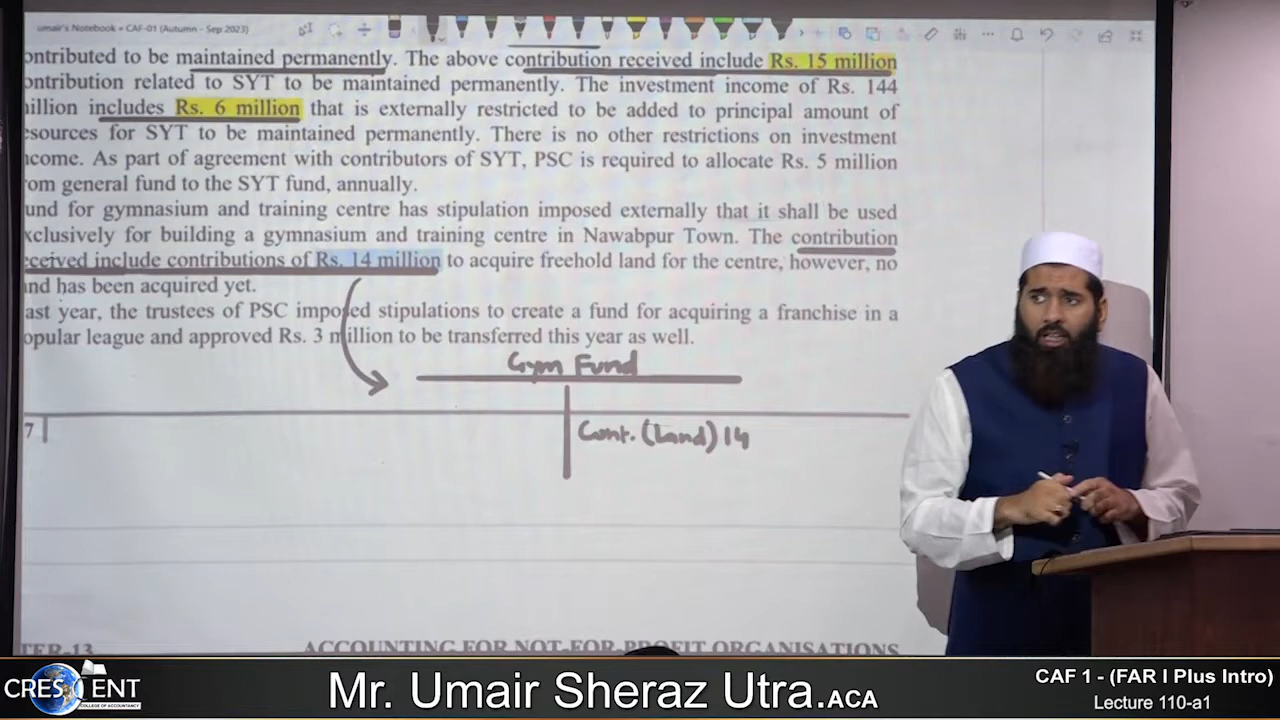 umair's Notebook » CAF-01 (Autumn - Sep 2023)
ontributed to be maintained permanently. The above contribution received include Rs. 15 million
ontribution related to SYT to be maintained permanently. The investment income of Rs. 144
illion includes Rs. 6 million that is externally restricted to be added to principal amount of
esources for SYT to be maintained permanently. There is no other restrictions on investment
ncome. As part of agreement with contributors of SYT, PSC is required to allocate Rs. 5 million
om general fund to the SYT fund, annually.
und for gymnasium and training centre has stipulation imposed externally that it shall be used
xclusively for building a gymnasium and training centre in Nawabpur Town. The contribution
eceived include contributions of Rs. 14 million to acquire freehold land for the centre, however, no
and has been acquired yet.
ast year, the trustees of PSC imposed stipulations to create a fund for acquiring a franchise in a
opular league and approved Rs. 3 million to be transferred this year as well.
Gym Fund
7
Cont. (Land) 14
TER-13 ACCOUNTING FOR NOT-FOR PROFIT ORGANISATIONS
CRESCENT
COLLEGE OF ACCOUNTANCY
Mr. Umair Sheraz Utra.ACA
CAF 1 - (FAR I Plus Intro)
Lecture 110-a1